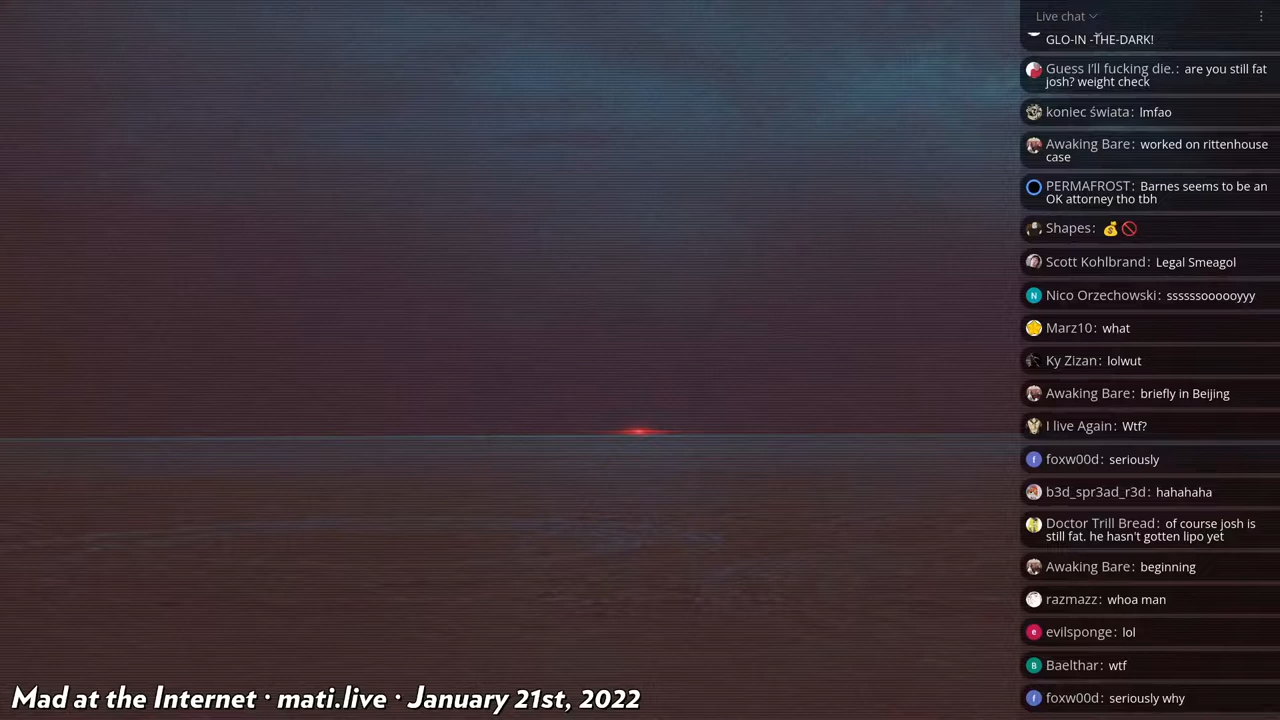 Live chat
GLO-IN -THE-DARK!
Guess I'll fucking die.: are you still fat
josh? weight check
koniec świata: lmfao
Awaking Bare: worked on rittenhouse
case
PERMAFROST: Barnes seems to be an
OK attorney tho tbh
Shapes: 💰🚫
Scott Kohlbrand: Legal Smeagol
N Nico Orzechowski: ssssssoooooyyy
Marz10: what
Ky Zizan: lolwut
Awaking Bare: briefly in Beijing
I live Again: Wtf?
f foxw00d: seriously
b3d_spr3ad_r3d: hahahaha
Doctor Trill Bread: of course josh is
still fat. he hasn't gotten lipo yet
Awaking Bare: beginning
razmazz: whoa man
e evilsponge: lol
B Baelthar: wtf
f foxw00d: seriously why
Mad at the Internet · mati.live · January 21st, 2022